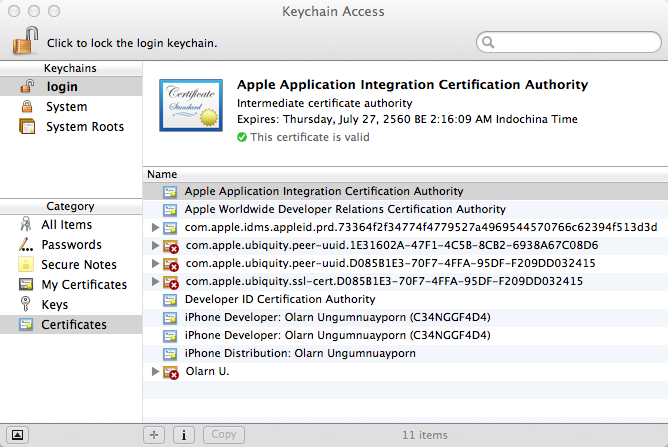 Keychain Access
Click to lock the login keychain.
Keychains
login
System
System Roots
Certificate
Standard
Apple Application Integration Certification Authority
Intermediate certificate authority
Expires: Thursday, July 27, 2560 BE 2:16:09 AM Indochina Time
This certificate is valid
Category
All Items
Passwords
Secure Notes
My Certificates
Keys
Certificates
Name
Apple Application Integration Certification Authority
Apple Worldwide Developer Relations Certification Authority
com.apple.idms.appleid.prd.73364f2f34774f4779527a4969544570766c62394f513d3d
com.apple.ubiquity.peer-uuid.1E31602A-47F1-4C5B-8CB2-6938A67C08D6
com.apple.ubiquity.peer-uuid.D085B1E3-70F7-4FFA-95DF-F209DD032415
com.apple.ubiquity.ssl-cert.D085B1E3-70F7-4FFA-95DF-F209DD032415
Developer ID Certification Authority
iPhone Developer: Olarn Ungumnuayporn (C34NGGF4D4)
iPhone Developer: Olarn Ungumnuayporn (C34NGGF4D4)
iPhone Distribution: Olarn Ungumnuayporn
Olarn U.
Copy
11 items